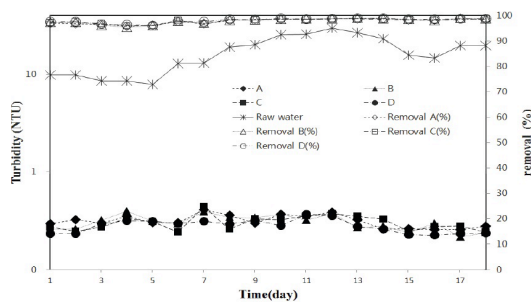 100
90
80
70
60
50
40
30
20
10
0
10
1
0
Turbidity (NTU)
removal (%)
A
B
C
D
Raw water
Removal A(%)
Removal B(%)
Removal C(%)
Removal D(%)
1 3 5 7 9 11 13 15 17
Time(day)